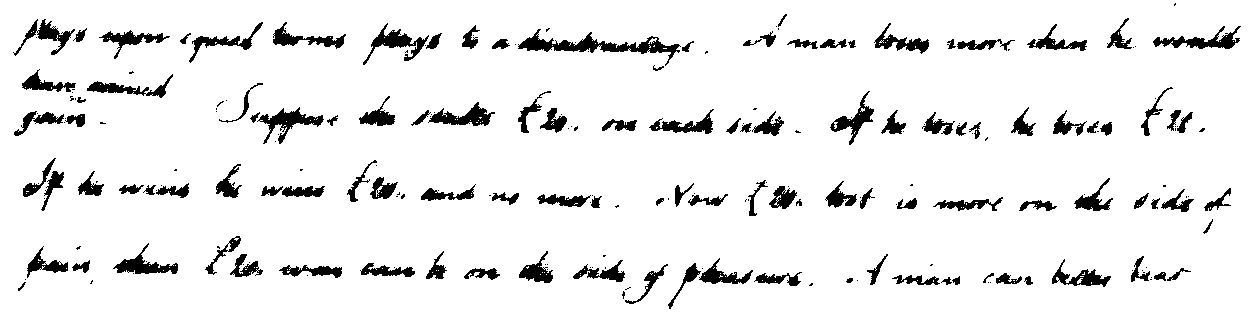 plays upon equal terms plays to a disadvantage. A man loses more than he would
have gained
gain. Suppose the stake £20. on each side. If he loses, he loses £20.
If he wins he wins £20. and no more. Now £20. lost is more on the side of
pain, than £20. won can be on the side of pleasure. A man can better bear